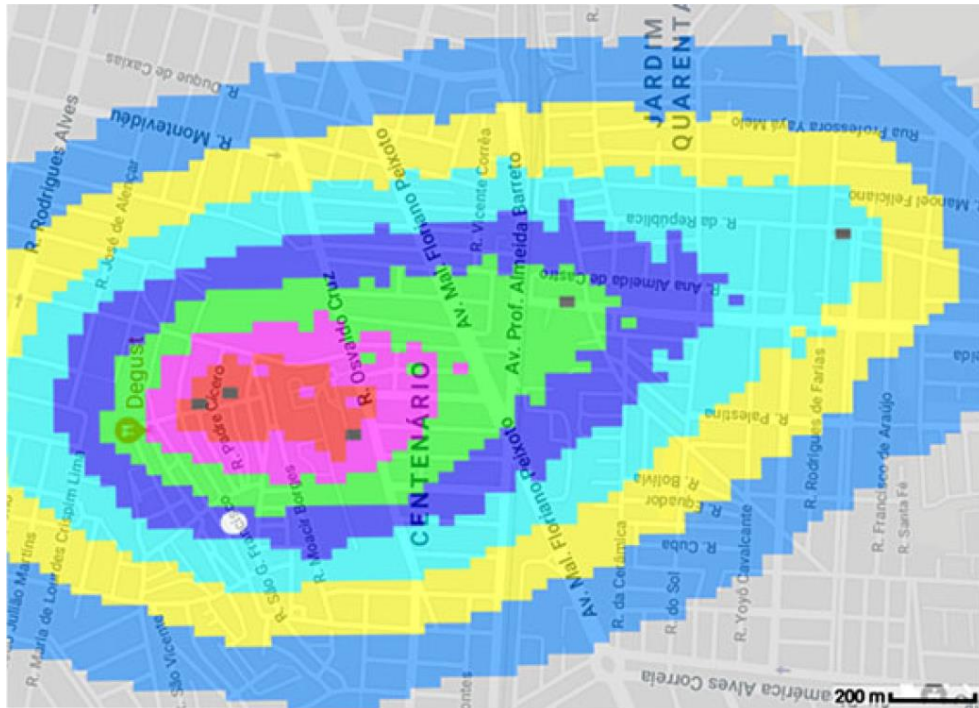 R.
R. Duque de Caxias
JARDIM
QUARENTA
R. Montevidéu
R. Rodrigues Alves
Rua Professora Yayá Melo
Av. Mal. Floriano Peixoto
R. Vicente Corrêa
R. José de Alençar
Manoel Feliciano
R. da República
Av. Prof. Almeida Barreto
R. Ana Almeida de Castro
R. Osvaldo Cruz
Degust
R. Padre Cícero
CENTENÁRIO
R. Palestina
R. Rodrigues de Farias
R. Francisco de Araújo
R. Santa Fé
R. Bolívia
R. Equador
R. Cuba
R. Moacir Borges
R. São G. Francisco
Av. Mal. Floriano Peixoto
R. da Cerâmica
R. do Sol
R. Yoyô Cavalcante
R. Maria de Lourdes Crispim Lima
Julião Martins
São Vicente
américa Alves Correia
200 m